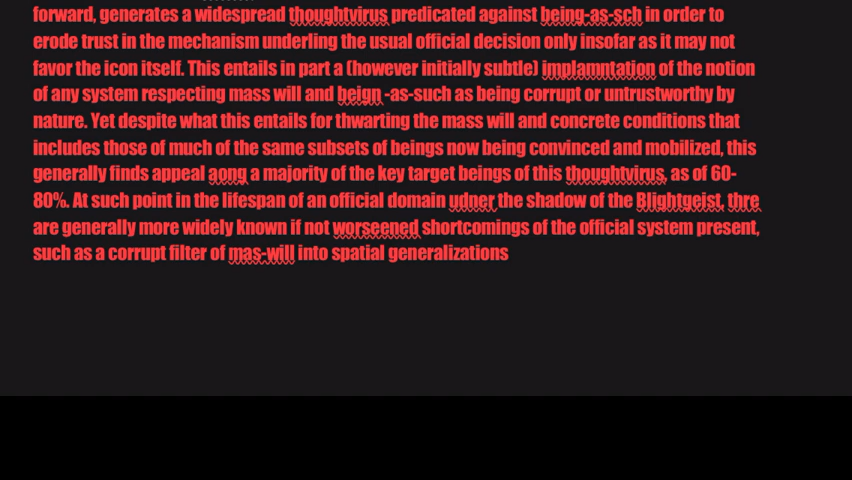 forward, generates a widespread thoughtvirus predicated against being-as-sch in order to
erode trust in the mechanism underling the usual official decision only insofar as it may not
favor the icon itself. This entails in part a (however initially subtle) implamntation of the notion
of any system respecting mass will and beign -as-such as being corrupt or untrustworthy by
nature. Yet despite what this entails for thwarting the mass will and concrete conditions that
includes those of much of the same subsets of beings now being convinced and mobilized, this
generally finds appeal aong a majority of the key target beings of this thoughtvirus, as of 60-
80%. At such point in the lifespan of an official domain udner the shadow of the Blightgeist, thre
are generally more widely known if not worseened shortcomings of the official system present,
such as a corrupt filter of mas-will into spatial generalizations